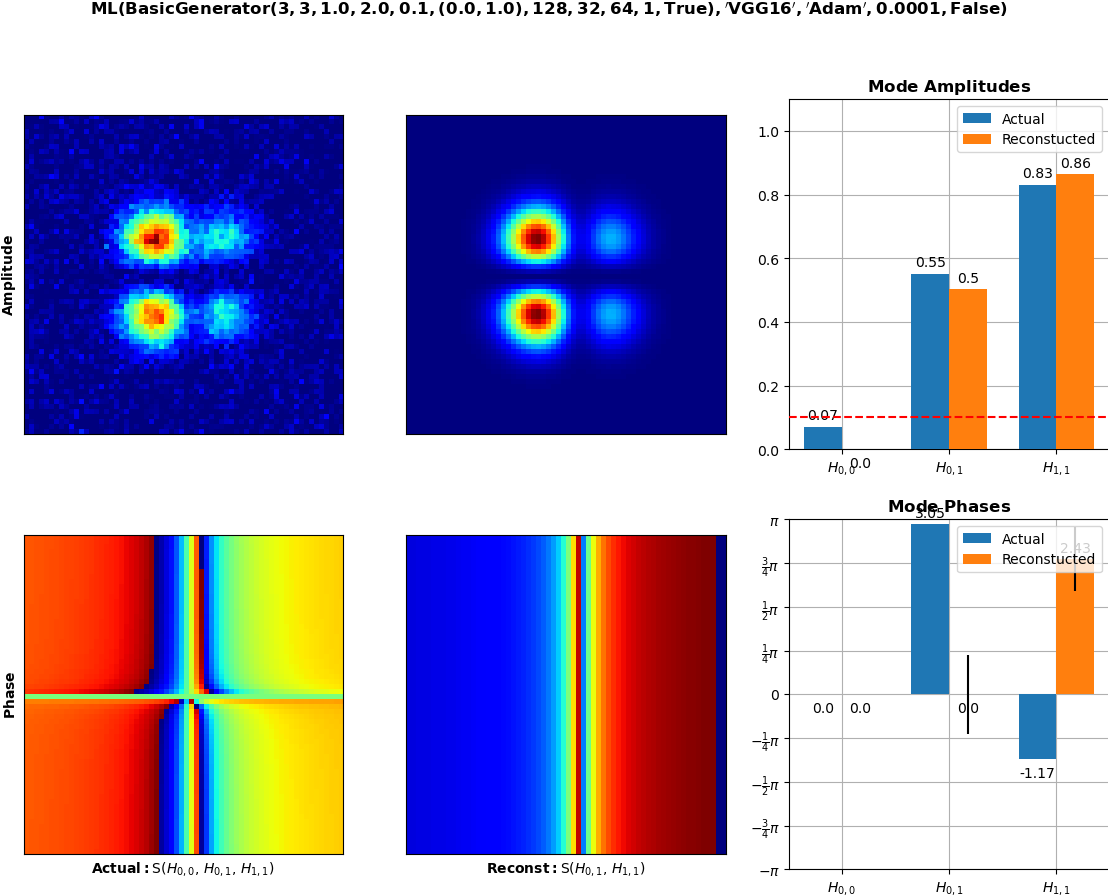 ML(BasicGenerator(3, 3, 1.0, 2.0, 0.1, (0.0, 1.0), 128, 32, 64, 1, True), ′VGG16′, ′Adam′, 0.0001, False)
Mode Amplitudes
Actual
Reconstucted
1.0
0.8
0.6
0.4
0.2
0.0
0.07
0.0
0.55
0.5
0.83
0.86
H0,0
H0,1
H1,1
Amplitude
Mode Phases
Actual
Reconstucted
π
3/4π
1/2π
1/4π
0
−1/4π
−1/2π
−3/4π
−π
0.0
0.0
3.05
0.0
-1.17
2.43
H0,0
H0,1
H1,1
Phase
Actual: S(H0,0, H0,1, H1,1)
Reconst: S(H0,1, H1,1)